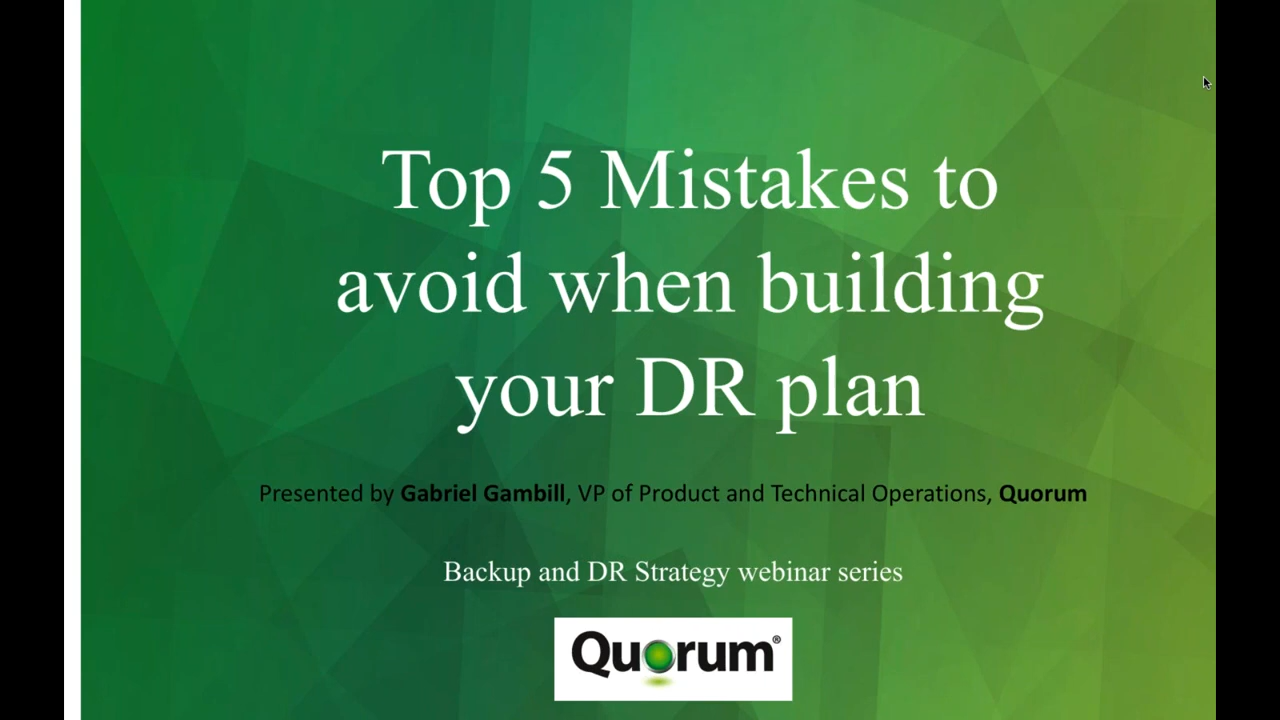 Top 5 Mistakes to
avoid when building
your DR plan
Presented by Gabriel Gambill, VP of Product and Technical Operations, Quorum
Backup and DR Strategy webinar series
Quorum®